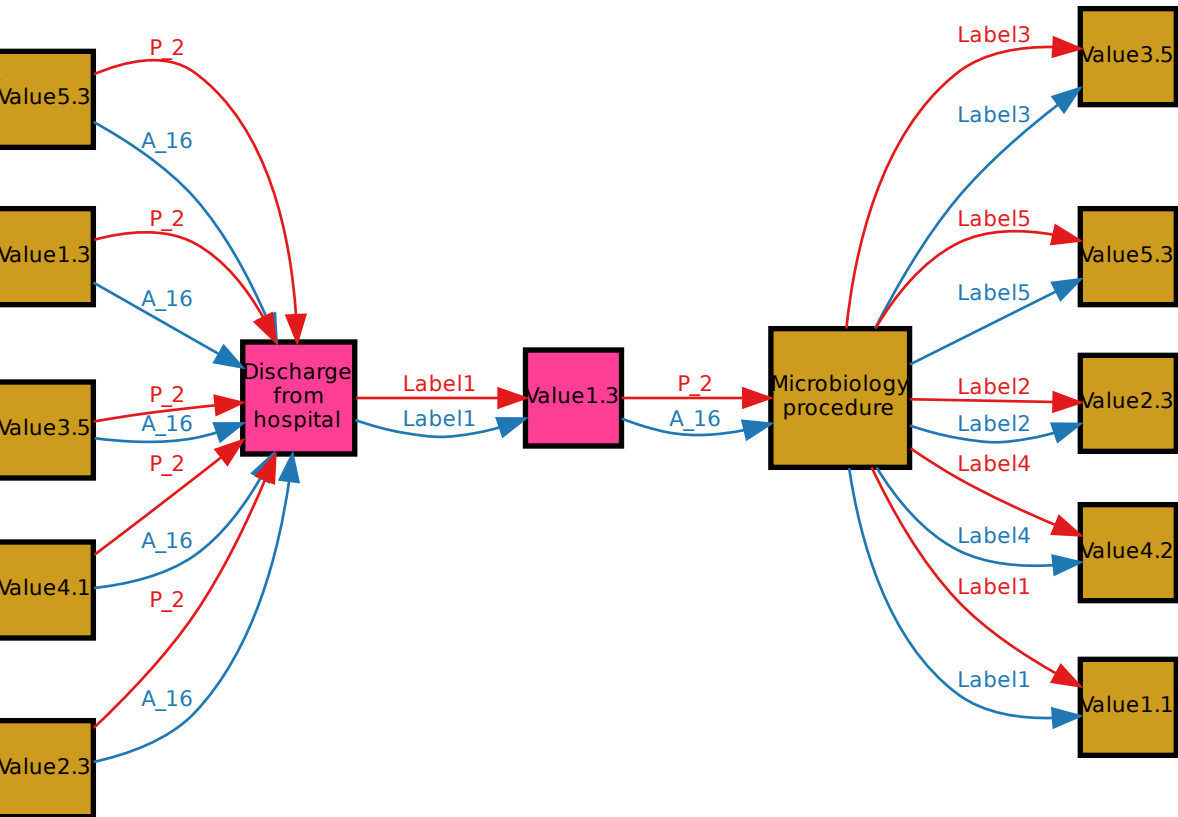 P_2
Value5.3
A_16
P_2
Value1.3
A_16
P_2
Value3.5
A_16
P_2
A_16
Value4.1
P_2
A_16
Value2.3
Discharge
from
hospital
Label1
Label1
Value1.3
P_2
A_16
Microbiology
procedure
Label3
Value3.5
Label3
Label5
Value5.3
Label5
Label2
Value2.3
Label2
Label4
Label4
Value4.2
Label1
Label1
Value1.1